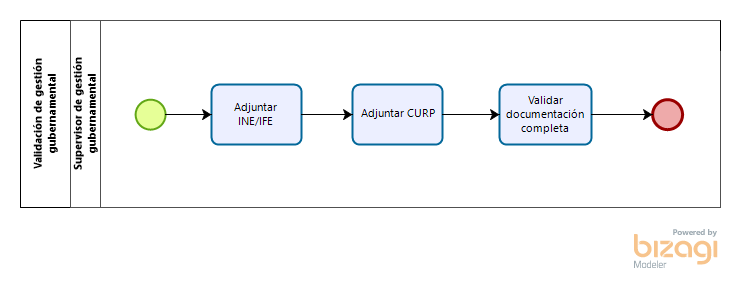 Validación de gestión
gubernamental
Supervisor de gestión
gubernamental
Adjuntar
INE/IFE
Adjuntar CURP
Validar
documentación
completa
Powered by
bizagi
Modeler